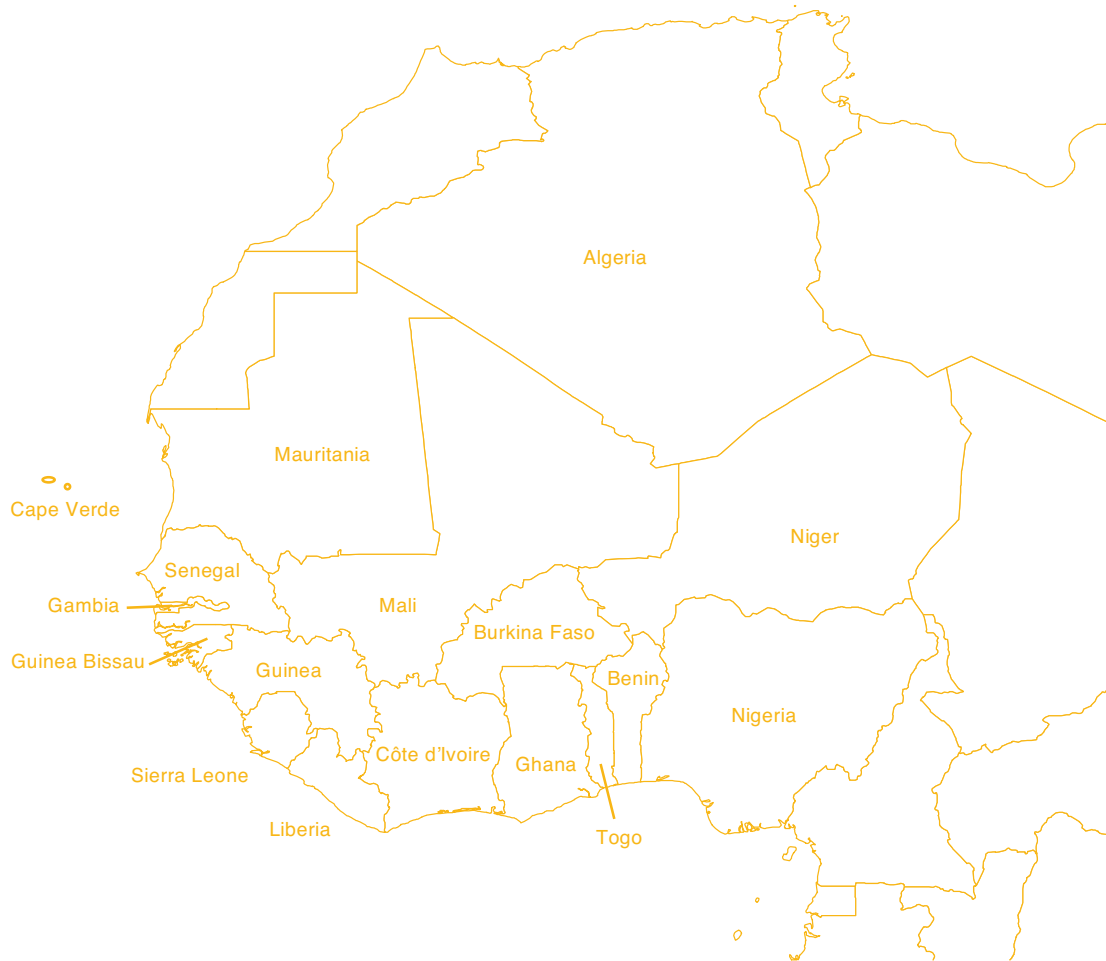 Algeria
Mauritania
Cape Verde
Niger
Senegal
Gambia
Mali
Burkina Faso
Guinea Bissau
Guinea
Benin
Nigeria
Côte d'Ivoire
Ghana
Sierra Leone
Liberia
Togo